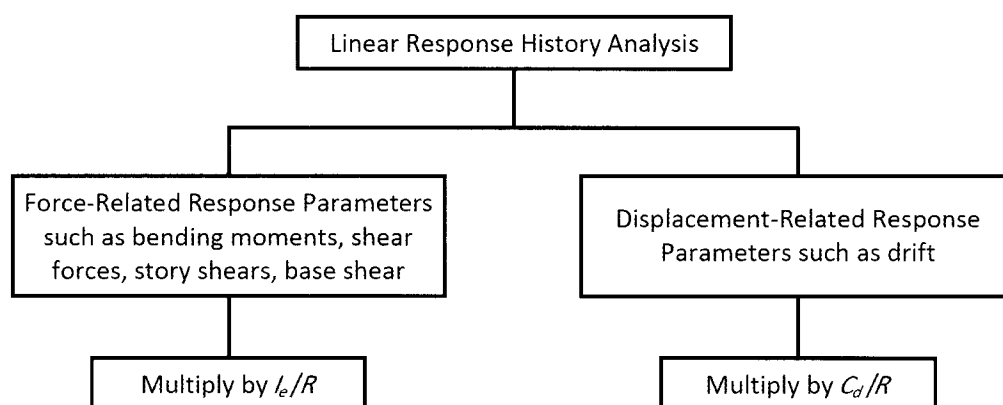 Linear Response History Analysis
Force-Related Response Parameters
such as bending moments, shear
forces, story shears, base shear
Displacement-Related Response
Parameters such as drift
Multiply by Iₑ/R
Multiply by C_d/R